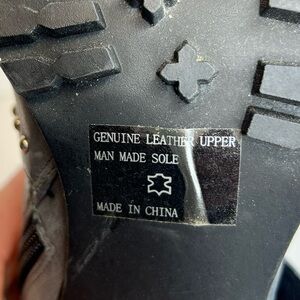 GENUINE LEATHER UPPER
MAN MADE SOLE
MADE IN CHINA